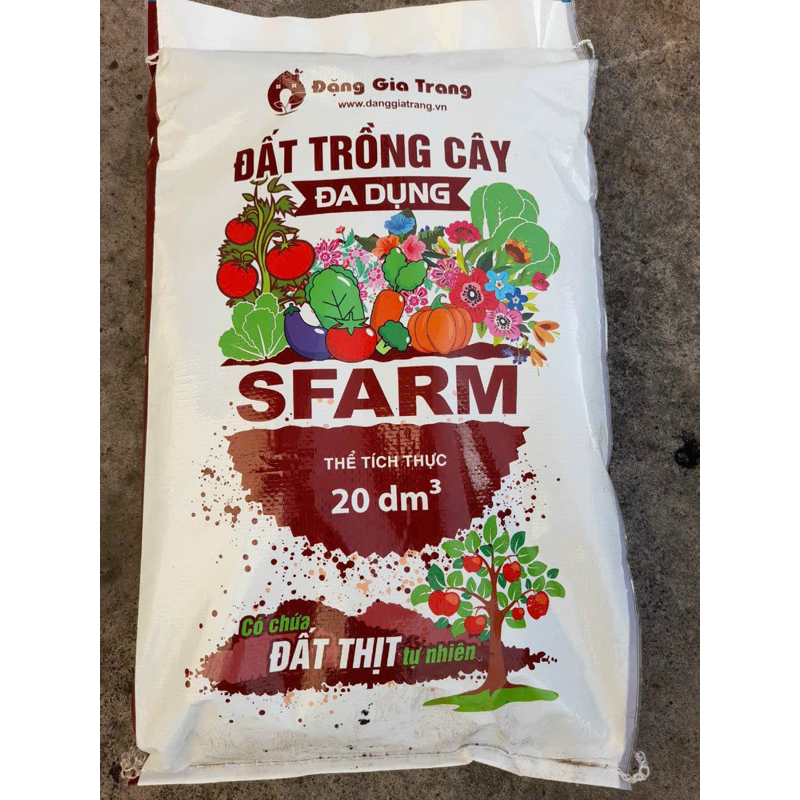 Đặng Gia Trang
www.danggiatrang.vn
ĐẤT TRỒNG CÂY
ĐA DỤNG
SFARM
THỂ TÍCH THỰC
20 dm³
Có chứa
ĐẤT THỊT tự nhiên